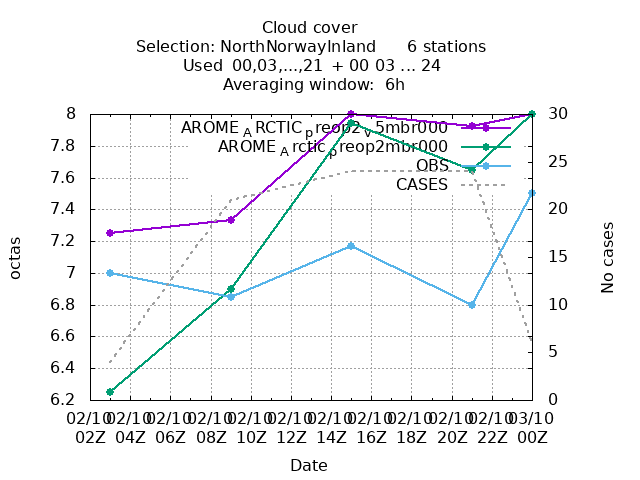 Cloud cover
Selection: NorthNorwayInland 6 stations
Used 00,03,...,21 + 00 03 ... 24
Averaging window: 6h
8
7.8
7.6
7.4
7.2
7
6.8
6.6
6.4
6.2
octas
30
25
20
15
10
5
0
No cases
AROME_ARCTIC_preop2_v5mbr000
AROME_Arctic_preop2mbr000
OBS
CASES
02/10 02/10 02/10 02/10 02/10 02/10 02/10 02/10 02/10 02/10 02/10 03/10
02Z 04Z 06Z 08Z 10Z 12Z 14Z 16Z 18Z 20Z 22Z 00Z
Date